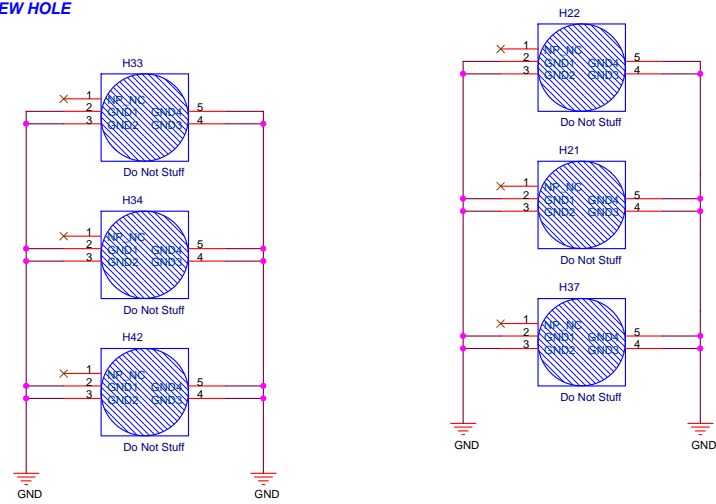 EW HOLE
H33
1 NP_NC
2 GND1 GND4 5
3 GND2 GND3 4
Do Not Stuff
H34
1 NP_NC
2 GND1 GND4 5
3 GND2 GND3 4
Do Not Stuff
H42
1 NP_NC
2 GND1 GND4 5
3 GND2 GND3 4
Do Not Stuff
GND GND
H22
1 NP_NC
2 GND1 GND4 5
3 GND2 GND3 4
Do Not Stuff
H21
1 NP_NC
2 GND1 GND4 5
3 GND2 GND3 4
Do Not Stuff
H37
1 NP_NC
2 GND1 GND4 5
3 GND2 GND3 4
Do Not Stuff
GND GND